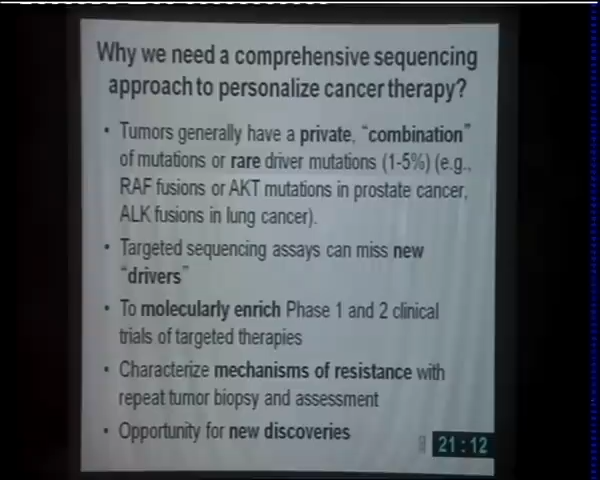 Why we need a comprehensive sequencing
approach to personalize cancer therapy?
• Tumors generally have a private, “combination”
of mutations or rare driver mutations (1-5%) (e.g.,
RAF fusions or AKT mutations in prostate cancer,
ALK fusions in lung cancer).
• Targeted sequencing assays can miss new
“drivers”
• To molecularly enrich Phase 1 and 2 clinical
trials of targeted therapies
• Characterize mechanisms of resistance with
repeat tumor biopsy and assessment
• Opportunity for new discoveries
21:12